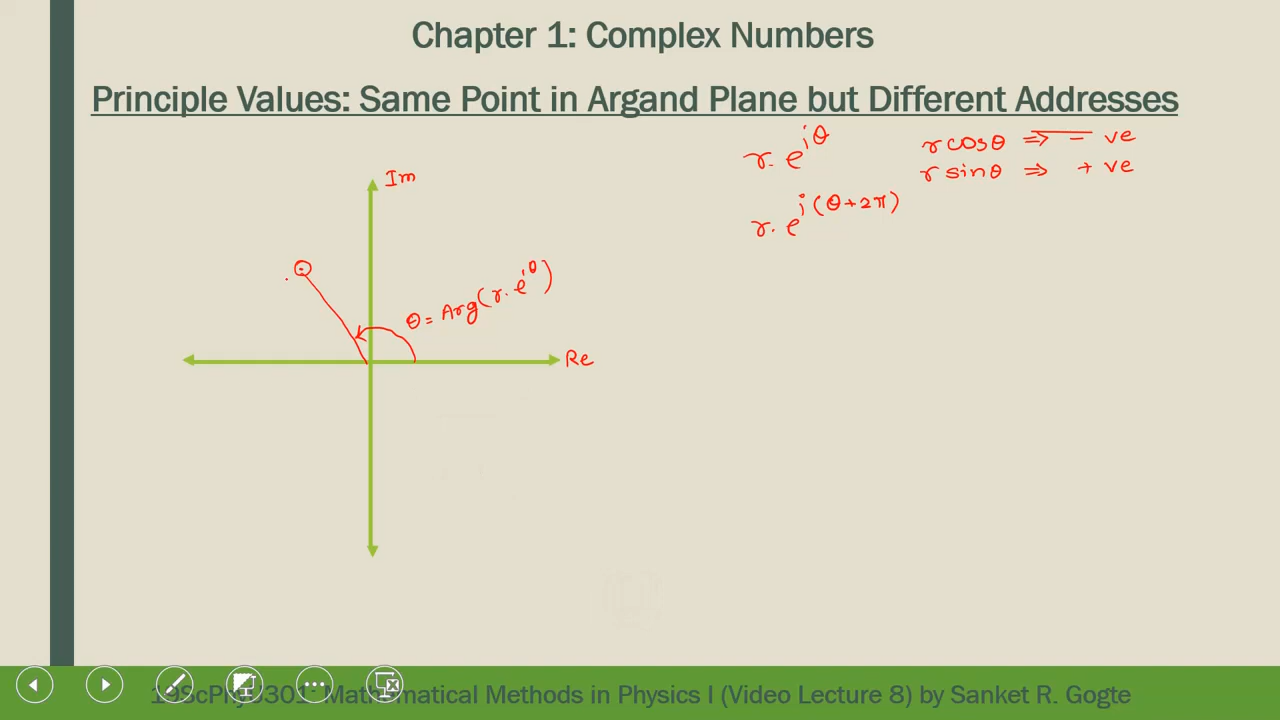 Chapter 1: Complex Numbers
Principle Values: Same Point in Argand Plane but Different Addresses
r. e^{iθ}
r cosθ ⇒ - ve
r sinθ ⇒ + ve
r. e^{i(θ+2π)}
Im
θ = Arg(r. e^{iθ})
Re
19ScPhyU301: Mathematical Methods in Physics I (Video Lecture 8) by Sanket R. Gogte